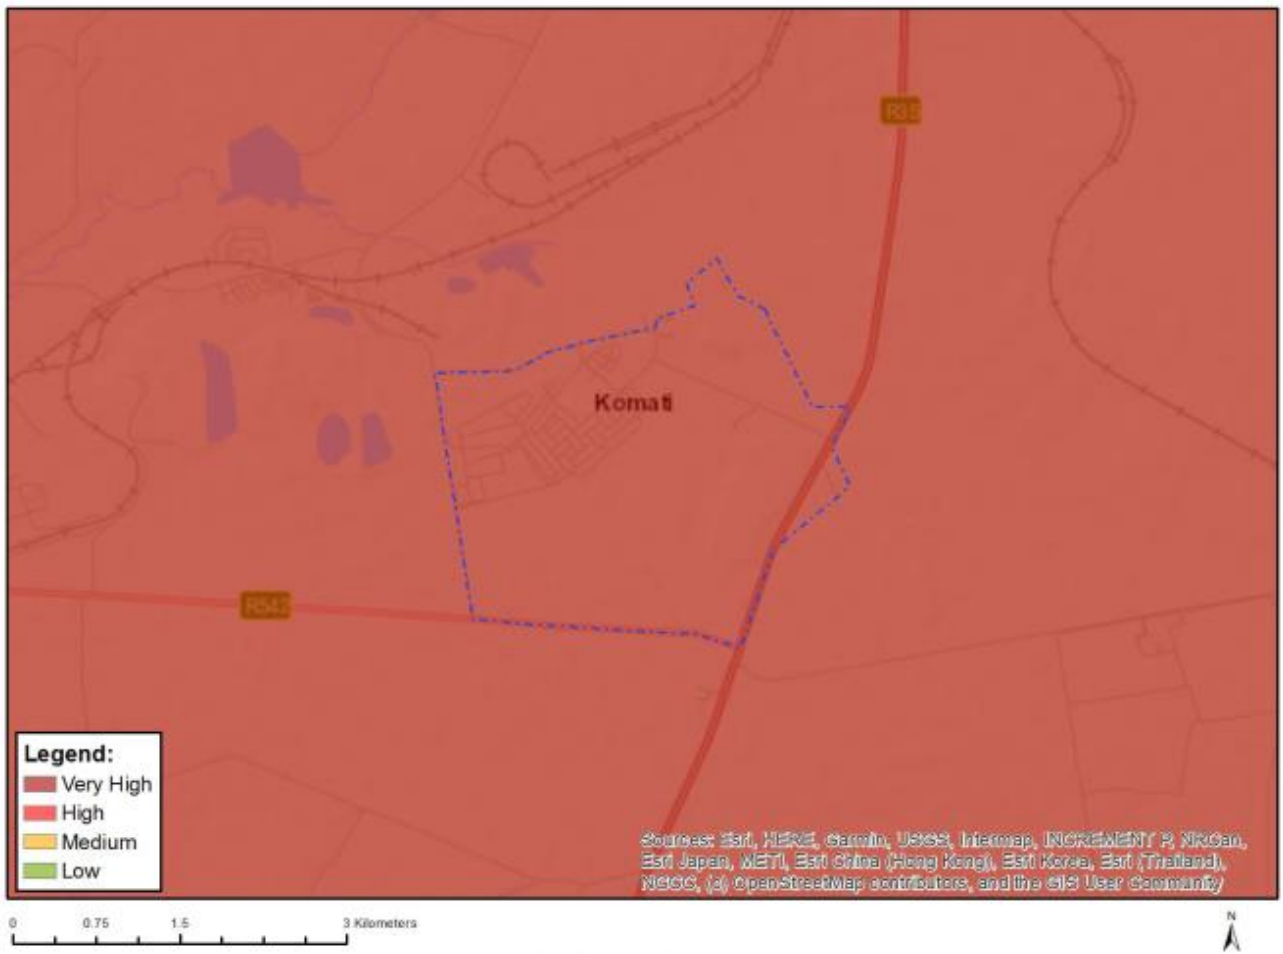 R35
Komati
R542
Legend:
Very High
High
Medium
Low
Sources: Esri, HERE, Garmin, USGS, Intermap, INCREMENT P, NRCan,
Esri Japan, METI, Esri China (Hong Kong), Esri Korea, Esri (Thailand),
NGCC, (c) OpenStreetMap contributors, and the GIS User Community
0 0.75 1.5 3 Kilometers
N